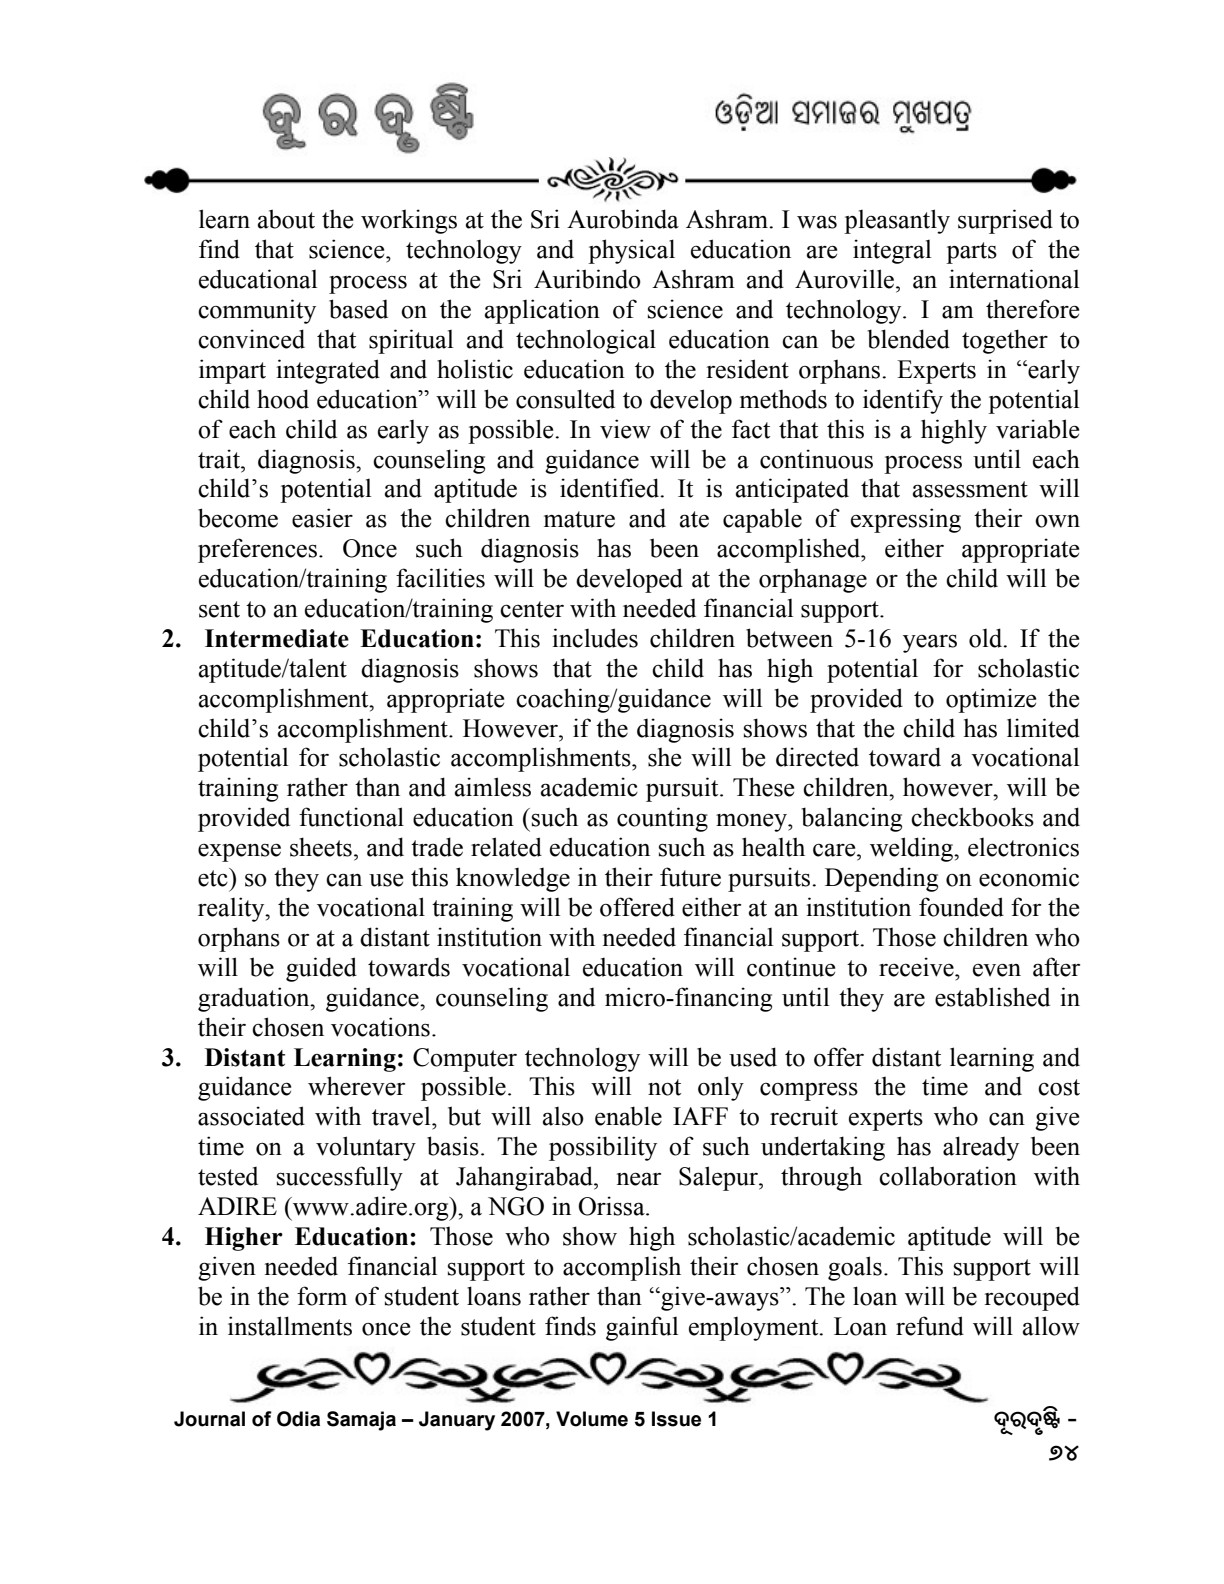 ଦୂରଦୃଷ୍ଟି ଓଡ଼ିଆ ସମାଜର ମୁଖପତ୍ର
learn about the workings at the Sri Aurobinda Ashram. I was pleasantly surprised to
find that science, technology and physical education are integral parts of the
educational process at the Sri Auribindo Ashram and Auroville, an international
community based on the application of science and technology. I am therefore
convinced that spiritual and technological education can be blended together to
impart integrated and holistic education to the resident orphans. Experts in “early
child hood education” will be consulted to develop methods to identify the potential
of each child as early as possible. In view of the fact that this is a highly variable
trait, diagnosis, counseling and guidance will be a continuous process until each
child’s potential and aptitude is identified. It is anticipated that assessment will
become easier as the children mature and ate capable of expressing their own
preferences. Once such diagnosis has been accomplished, either appropriate
education/training facilities will be developed at the orphanage or the child will be
sent to an education/training center with needed financial support.
2. Intermediate Education: This includes children between 5-16 years old. If the
aptitude/talent diagnosis shows that the child has high potential for scholastic
accomplishment, appropriate coaching/guidance will be provided to optimize the
child’s accomplishment. However, if the diagnosis shows that the child has limited
potential for scholastic accomplishments, she will be directed toward a vocational
training rather than and aimless academic pursuit. These children, however, will be
provided functional education (such as counting money, balancing checkbooks and
expense sheets, and trade related education such as health care, welding, electronics
etc) so they can use this knowledge in their future pursuits. Depending on economic
reality, the vocational training will be offered either at an institution founded for the
orphans or at a distant institution with needed financial support. Those children who
will be guided towards vocational education will continue to receive, even after
graduation, guidance, counseling and micro-financing until they are established in
their chosen vocations.
3. Distant Learning: Computer technology will be used to offer distant learning and
guidance wherever possible. This will not only compress the time and cost
associated with travel, but will also enable IAFF to recruit experts who can give
time on a voluntary basis. The possibility of such undertaking has already been
tested successfully at Jahangirabad, near Salepur, through collaboration with
ADIRE (www.adire.org), a NGO in Orissa.
4. Higher Education: Those who show high scholastic/academic aptitude will be
given needed financial support to accomplish their chosen goals. This support will
be in the form of student loans rather than “give-aways”. The loan will be recouped
in installments once the student finds gainful employment. Loan refund will allow
Journal of Odia Samaja – January 2007, Volume 5 Issue 1 ଦୂରଦୃଷ୍ଟି -
୭୪